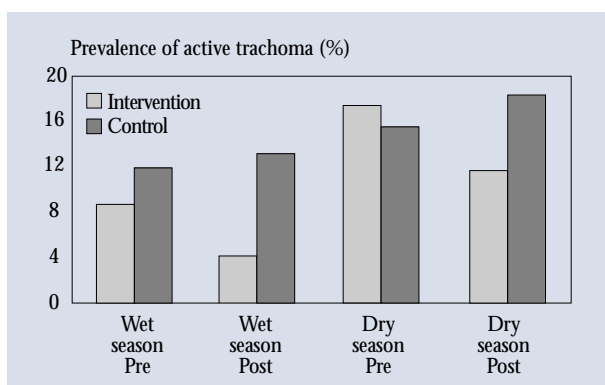 Prevalence of active trachoma (%)
20
16
12
8
4
0
Intervention
Control
Wet season Pre
Wet season Post
Dry season Pre
Dry season Post